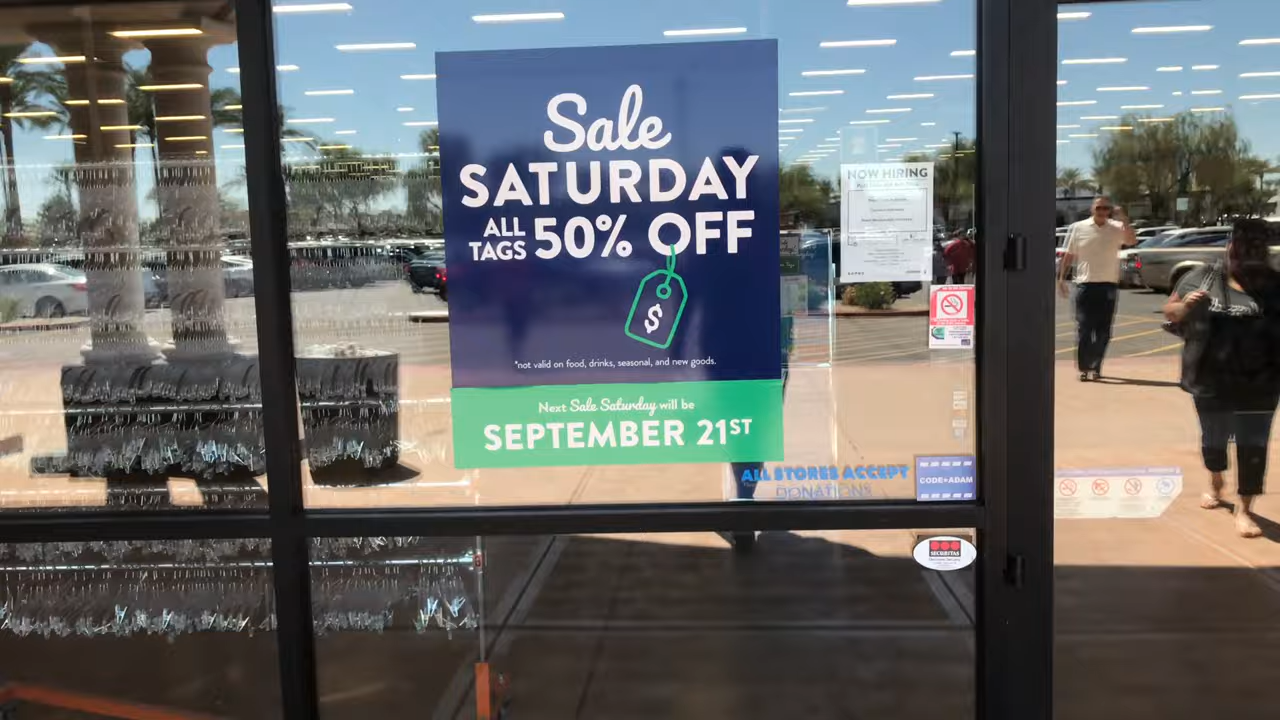 Sale
SATURDAY
ALL TAGS 50% OFF
$
*not valid on food, drinks, seasonal, and new goods.
Next Sale Saturday will be
SEPTEMBER 21ST
NOW HIRING
ALL STORES ACCEPT
DONATIONS
CODE ADAM
SECURITAS